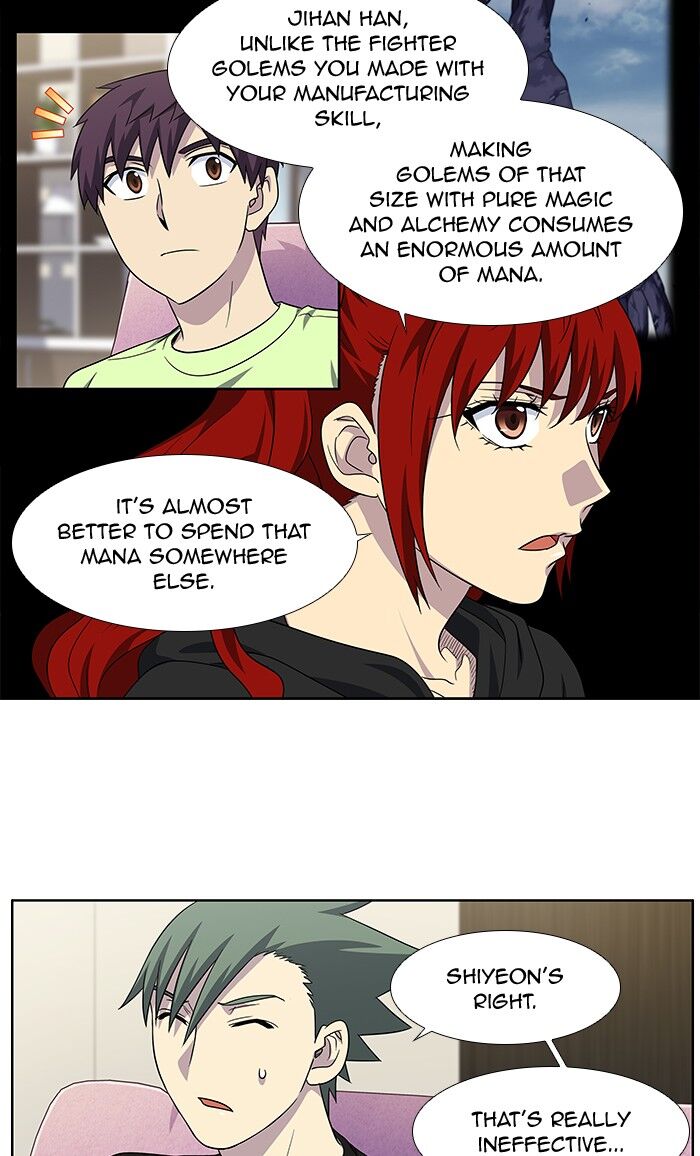 JIHAN HAN,
UNLIKE THE FIGHTER
GOLEMS YOU MADE WITH
YOUR MANUFACTURING
SKILL,
MAKING
GOLEMS OF THAT
SIZE WITH PURE MAGIC
AND ALCHEMY CONSUMES
AN ENORMOUS AMOUNT
OF MANA.
IT'S ALMOST
BETTER TO SPEND THAT
MANA SOMEWHERE
ELSE.
SHIYEON'S
RIGHT.
THAT'S REALLY
INEFFECTIVE...